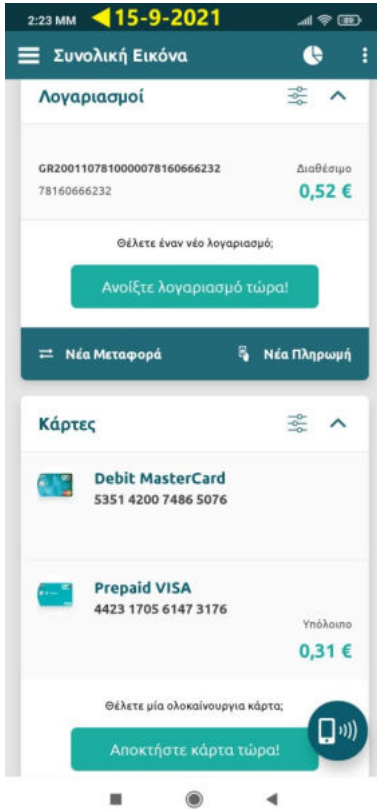 2:23 MM 15-9-2021 89
Συνολική Εικόνα
Λογαριασμοί
GR2001107810000078160666232
78160666232
Διαθέσιμο
0,52 €
Θέλετε έναν νέο λογαριασμό;
Ανοίξτε λογαριασμό τώρα!
Νέα Μεταφορά Νέα Πληρωμή
Κάρτες
Debit MasterCard
5351 4200 7486 5076
Prepaid VISA
4423 1705 6147 3176
Υπόλοιπο
0,31 €
Θέλετε μία ολοκαίνουργια κάρτα;
Αποκτήστε κάρτα τώρα!